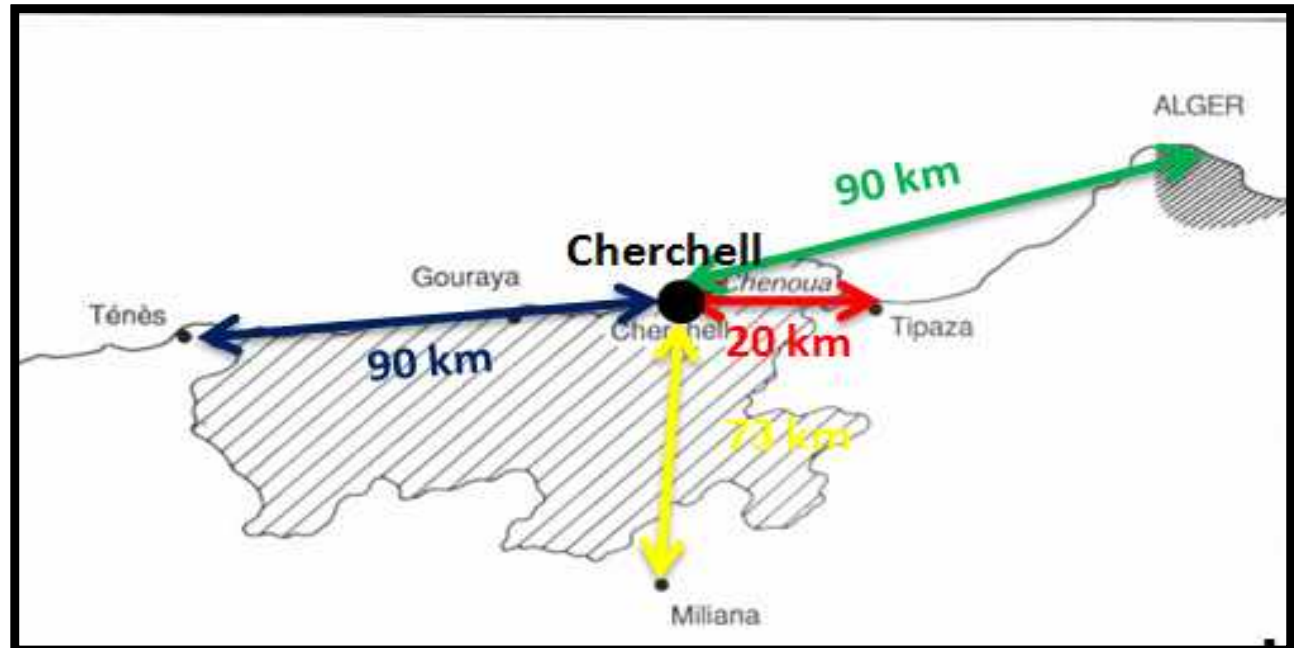 ALGER
90 km
Cherchell
Gouraya
Chenoua
Ténès
Cherchell
Tipaza
20 km
90 km
73 km
Miliana